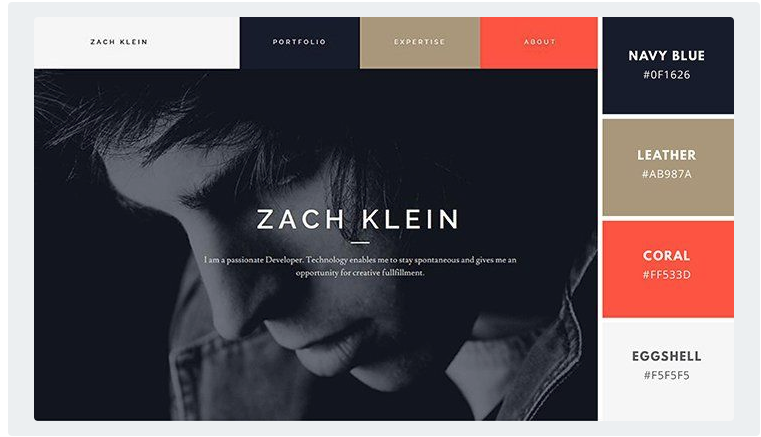 ZACH KLEIN
PORTFOLIO
EXPERTISE
ABOUT
ZACH KLEIN
I am a passionate Developer. Technology enables me to stay spontaneous and gives me an
opportunity for creative fullfillment.
NAVY BLUE
#0F1626
LEATHER
#AB987A
CORAL
#FF533D
EGGSHELL
#F5F5F5